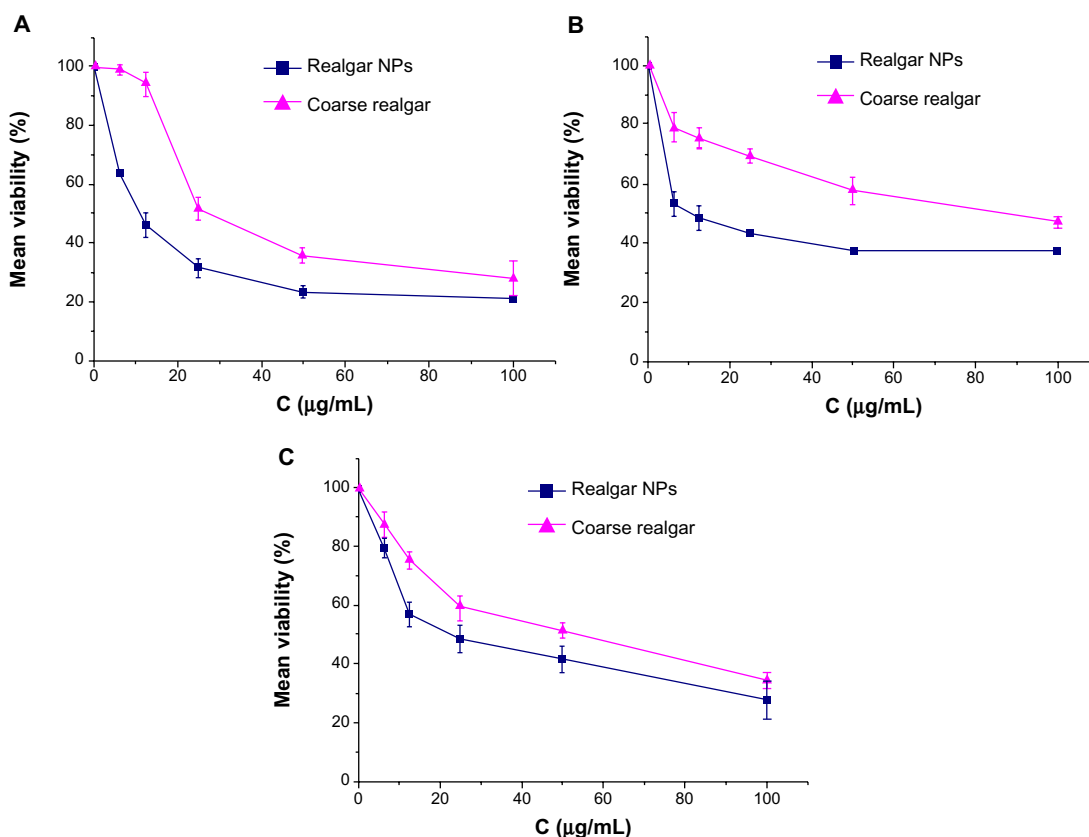 A
Realgar NPs
Coarse realgar
Mean viability (%)
100
80
60
40
20
0
0 20 40 60 80 100
C (µg/mL)
B
Realgar NPs
Coarse realgar
Mean viability (%)
100
80
60
40
20
0
0 20 40 60 80 100
C (µg/mL)
C
Realgar NPs
Coarse realgar
Mean viability (%)
100
80
60
40
20
0
0 20 40 60 80 100
C (µg/mL)